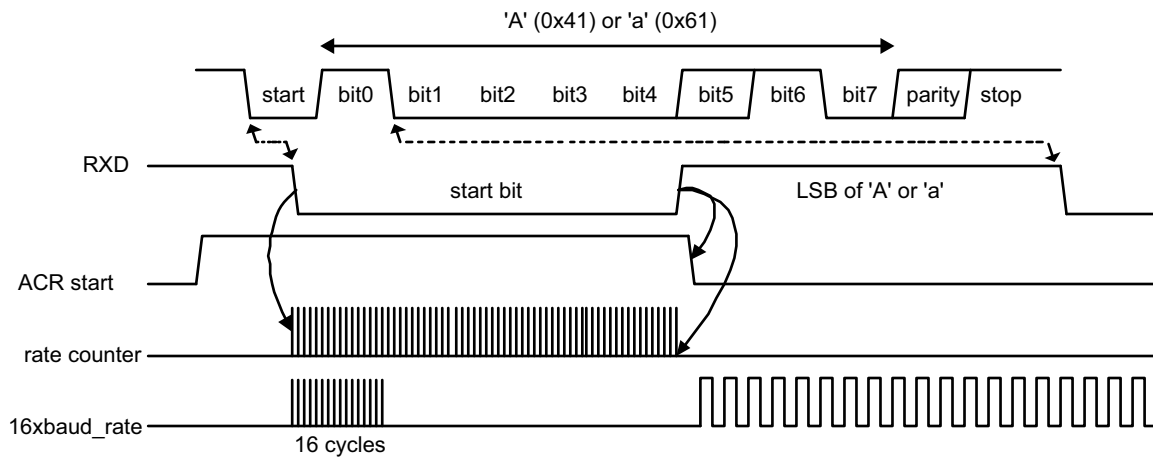 'A' (0x41) or 'a' (0x61)
start bit0 bit1 bit2 bit3 bit4 bit5 bit6 bit7 parity stop
RXD
start bit
LSB of 'A' or 'a'
ACR start
rate counter
16xbaud_rate
16 cycles